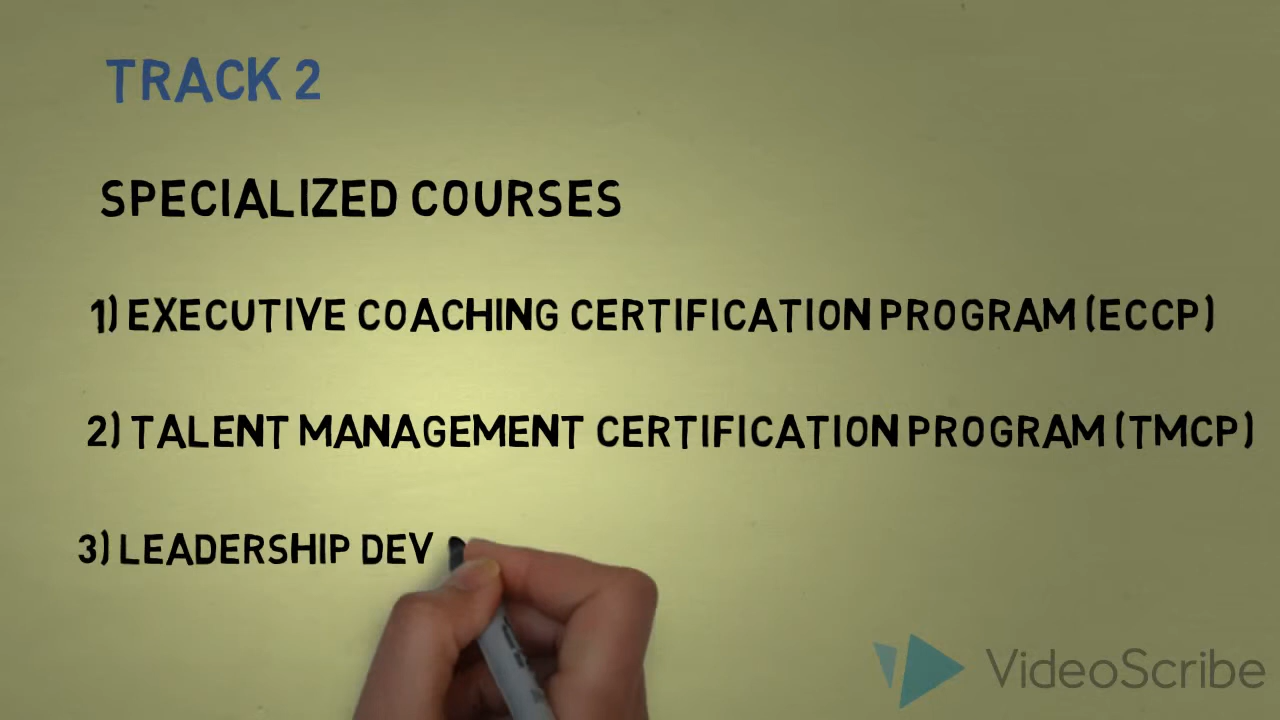 TRACK 2
SPECIALIZED COURSES
1) EXECUTIVE COACHING CERTIFICATION PROGRAM (ECCP)
2) TALENT MANAGEMENT CERTIFICATION PROGRAM (TMCP)
3) LEADERSHIP DEV
VideoScribe